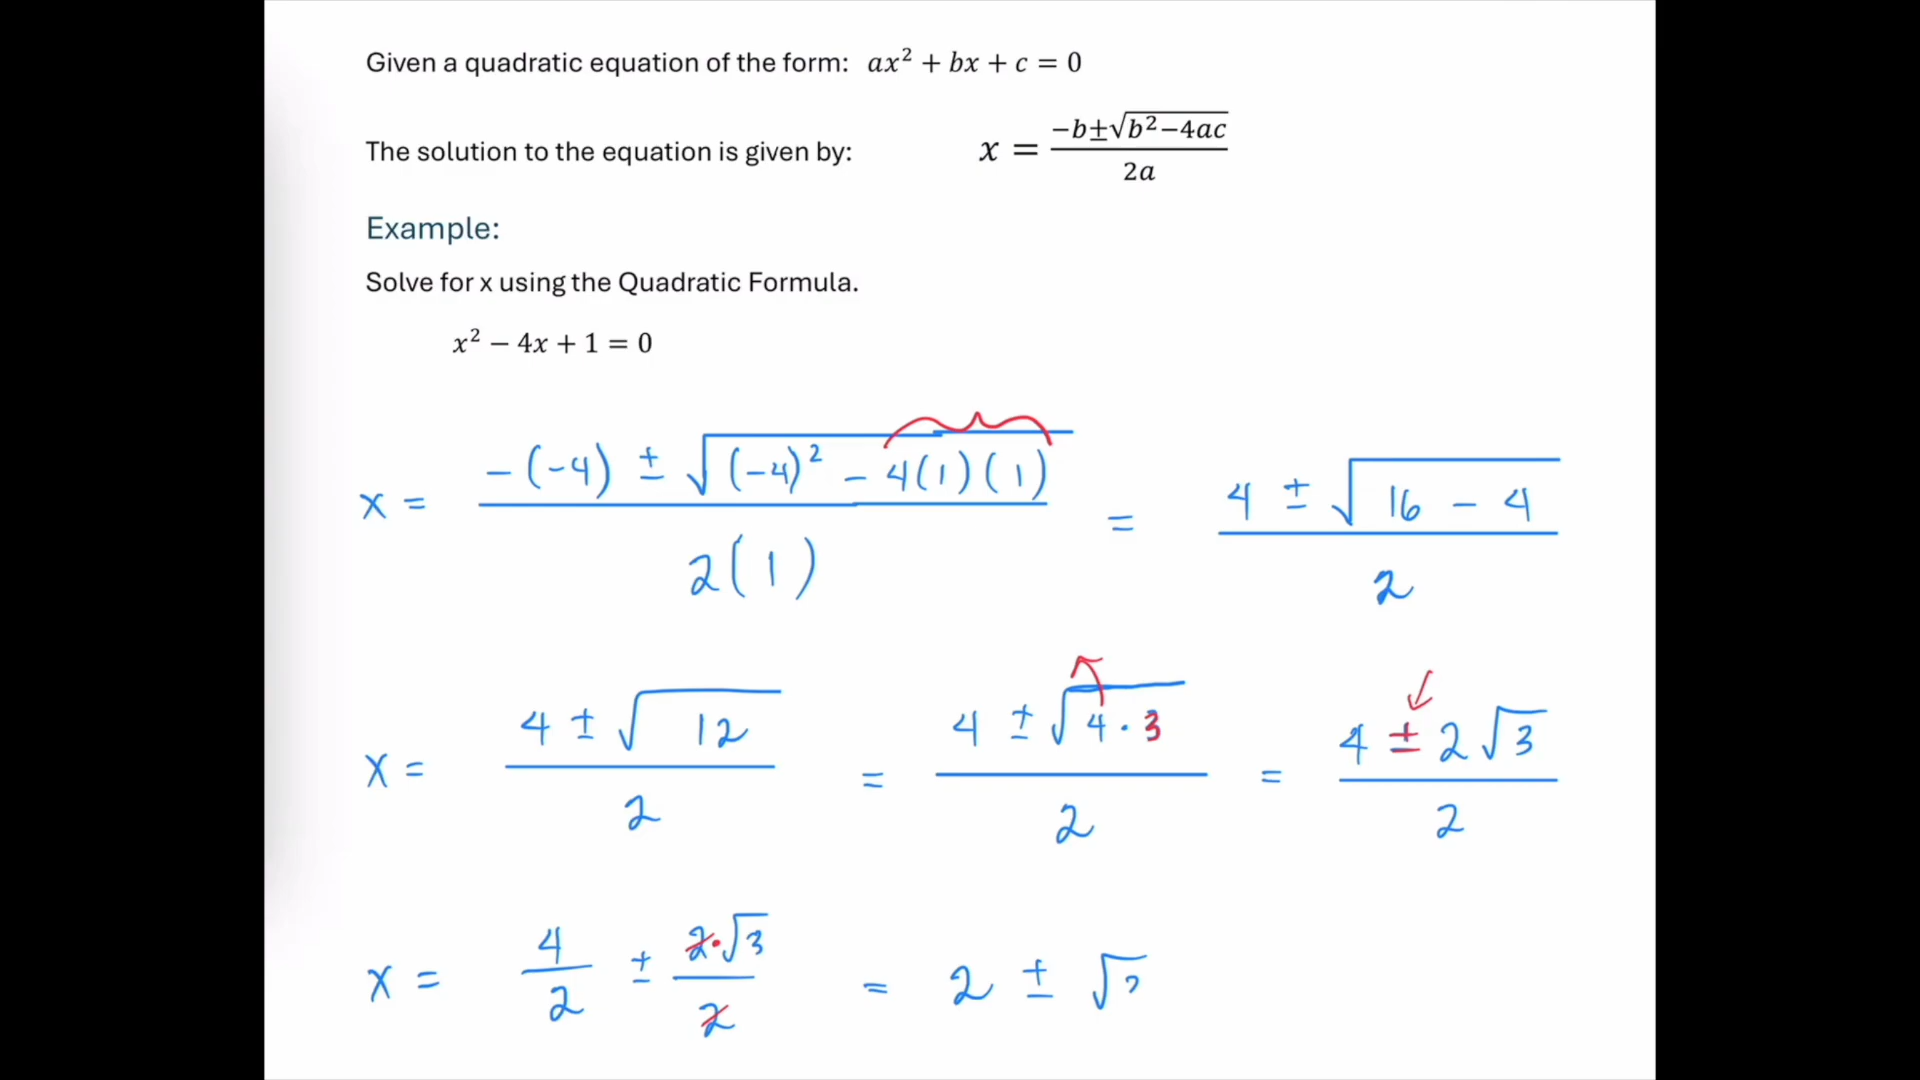 Given a quadratic equation of the form: ax² + bx + c = 0
The solution to the equation is given by: x = (-b±√(b²-4ac))/(2a)
Example:
Solve for x using the Quadratic Formula.
x² − 4x + 1 = 0
x = (-(-4) ± √((-4)² - 4(1)(1)))/(2(1)) = (4 ± √(16 - 4))/2
x = (4 ± √12)/2 = (4 ± √(4·3))/2 = (4 ± 2√3)/2
x = 4/2 ± (2·√3)/2 = 2 ± √